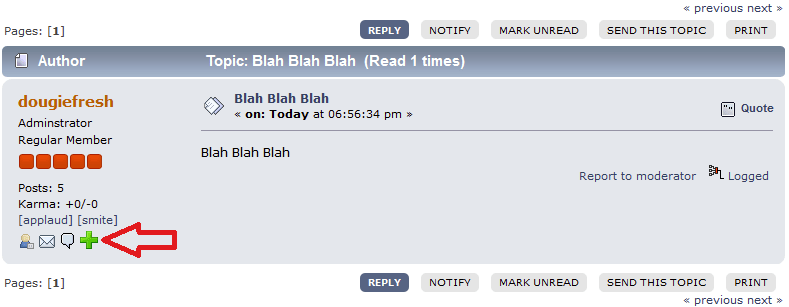 « previous next »
Pages: [1]
REPLY NOTIFY MARK UNREAD SEND THIS TOPIC PRINT
Author Topic: Blah Blah Blah (Read 1 times)
dougiefresh
Adminstrator
Regular Member
Posts: 5
Karma: +0/-0
[applaud] [smite]
Blah Blah Blah
« on: Today at 06:56:34 pm »
Quote
Blah Blah Blah
Report to moderator Logged
Pages: [1]
REPLY NOTIFY MARK UNREAD SEND THIS TOPIC PRINT
« previous next »